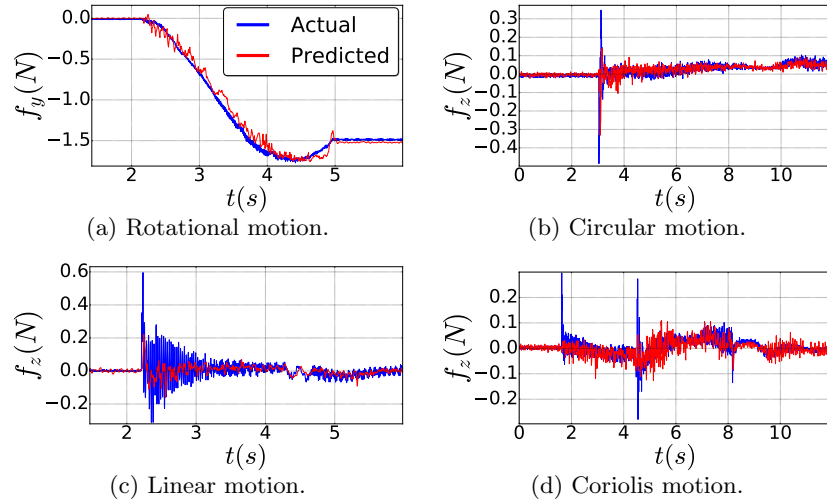 Actual
Predicted
0.0
−0.5
−1.0
−1.5
f_y(N)
2 3 4 5
t(s)
(a) Rotational motion.
0.3
0.2
0.1
0.0
−0.1
−0.2
−0.3
−0.4
f_z(N)
0 2 4 6 8 10
t(s)
(b) Circular motion.
0.6
0.4
0.2
0.0
−0.2
f_z(N)
2 3 4 5
t(s)
(c) Linear motion.
0.2
0.1
0.0
−0.1
−0.2
f_z(N)
0 2 4 6 8 10
t(s)
(d) Coriolis motion.